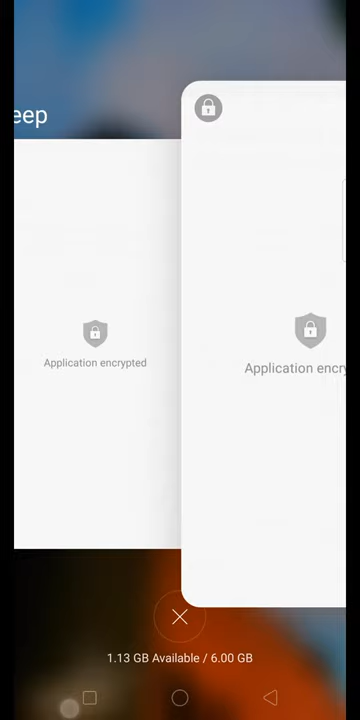 eep
Application encrypted
Application encry
1.13 GB Available / 6.00 GB